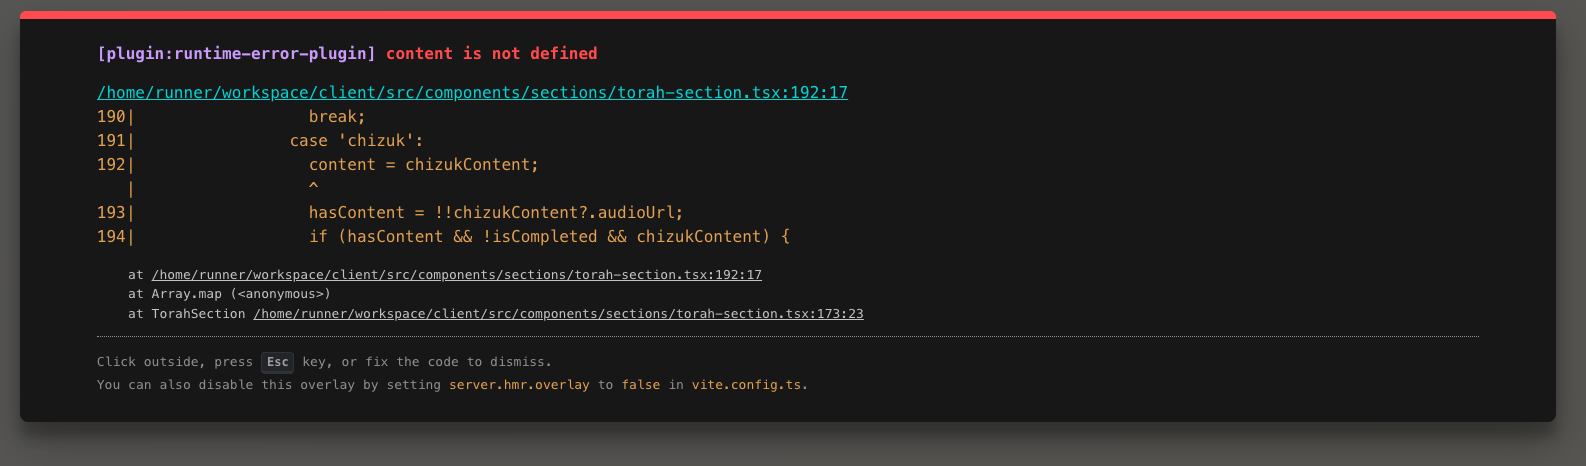 [plugin:runtime-error-plugin] content is not defined
/home/runner/workspace/client/src/components/sections/torah-section.tsx:192:17
190|                  break;
191|                case 'chizuk':
192|                  content = chizukContent;
   |                  ^
193|                  hasContent = !!chizukContent?.audioUrl;
194|                  if (hasContent && !isCompleted && chizukContent) {
at /home/runner/workspace/client/src/components/sections/torah-section.tsx:192:17
at Array.map (<anonymous>)
at TorahSection /home/runner/workspace/client/src/components/sections/torah-section.tsx:173:23
Click outside, press Esc key, or fix the code to dismiss.
You can also disable this overlay by setting server.hmr.overlay to false in vite.config.ts.